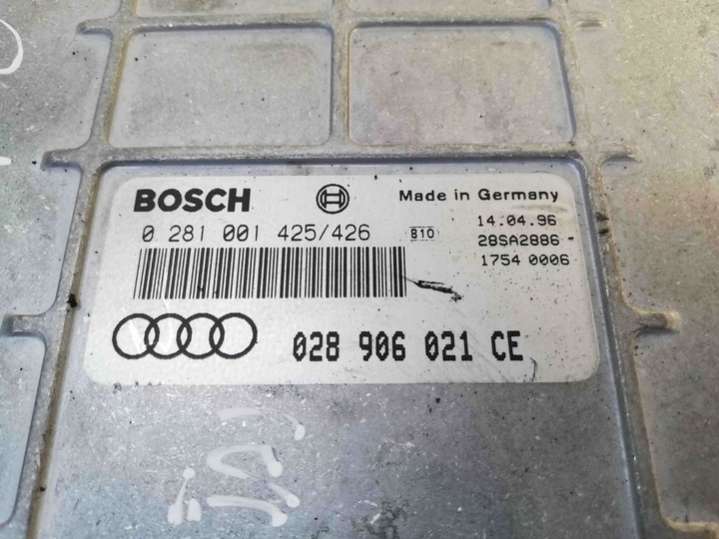 BOSCH Made in Germany
0 281 001 425/426 810 14.04.96
28SA2886 -
1754 0006
028 906 021 CE